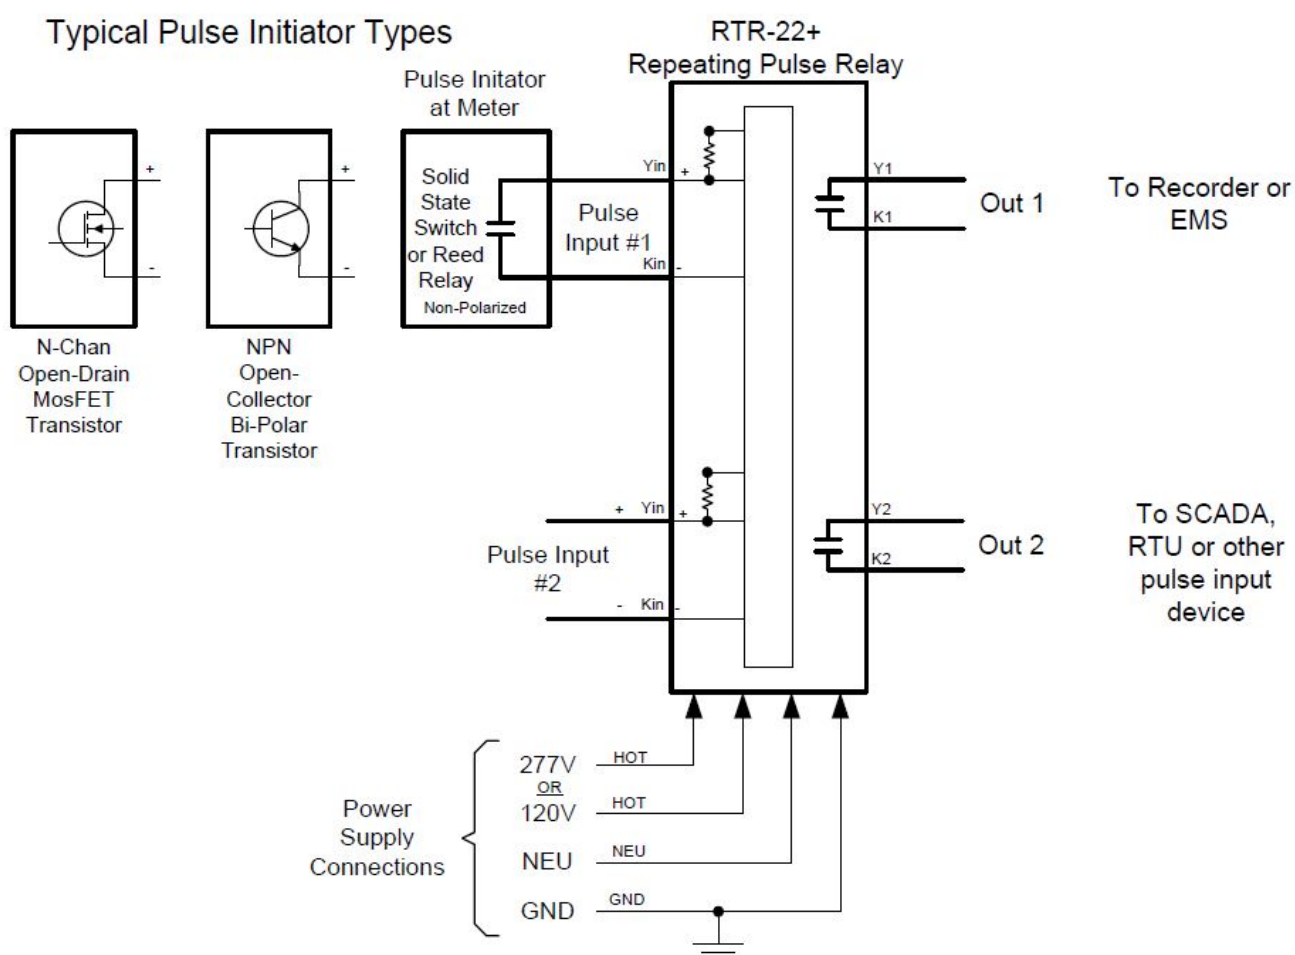 Typical Pulse Initiator Types
RTR-22+
Repeating Pulse Relay
Pulse Initator
at Meter
+
-
N-Chan
Open-Drain
MosFET
Transistor
+
-
NPN
Open-
Collector
Bi-Polar
Transistor
Solid
State
Switch
or Reed
Relay
Non-Polarized
Pulse
Input #1
Yin
+
Kin
-
Y1
K1
Out 1
To Recorder or
EMS
+
Yin
+
Pulse Input
#2
-
Kin
-
Y2
K2
Out 2
To SCADA,
RTU or other
pulse input
device
Power
Supply
Connections
277V
HOT
OR
120V
HOT
NEU
NEU
GND
GND